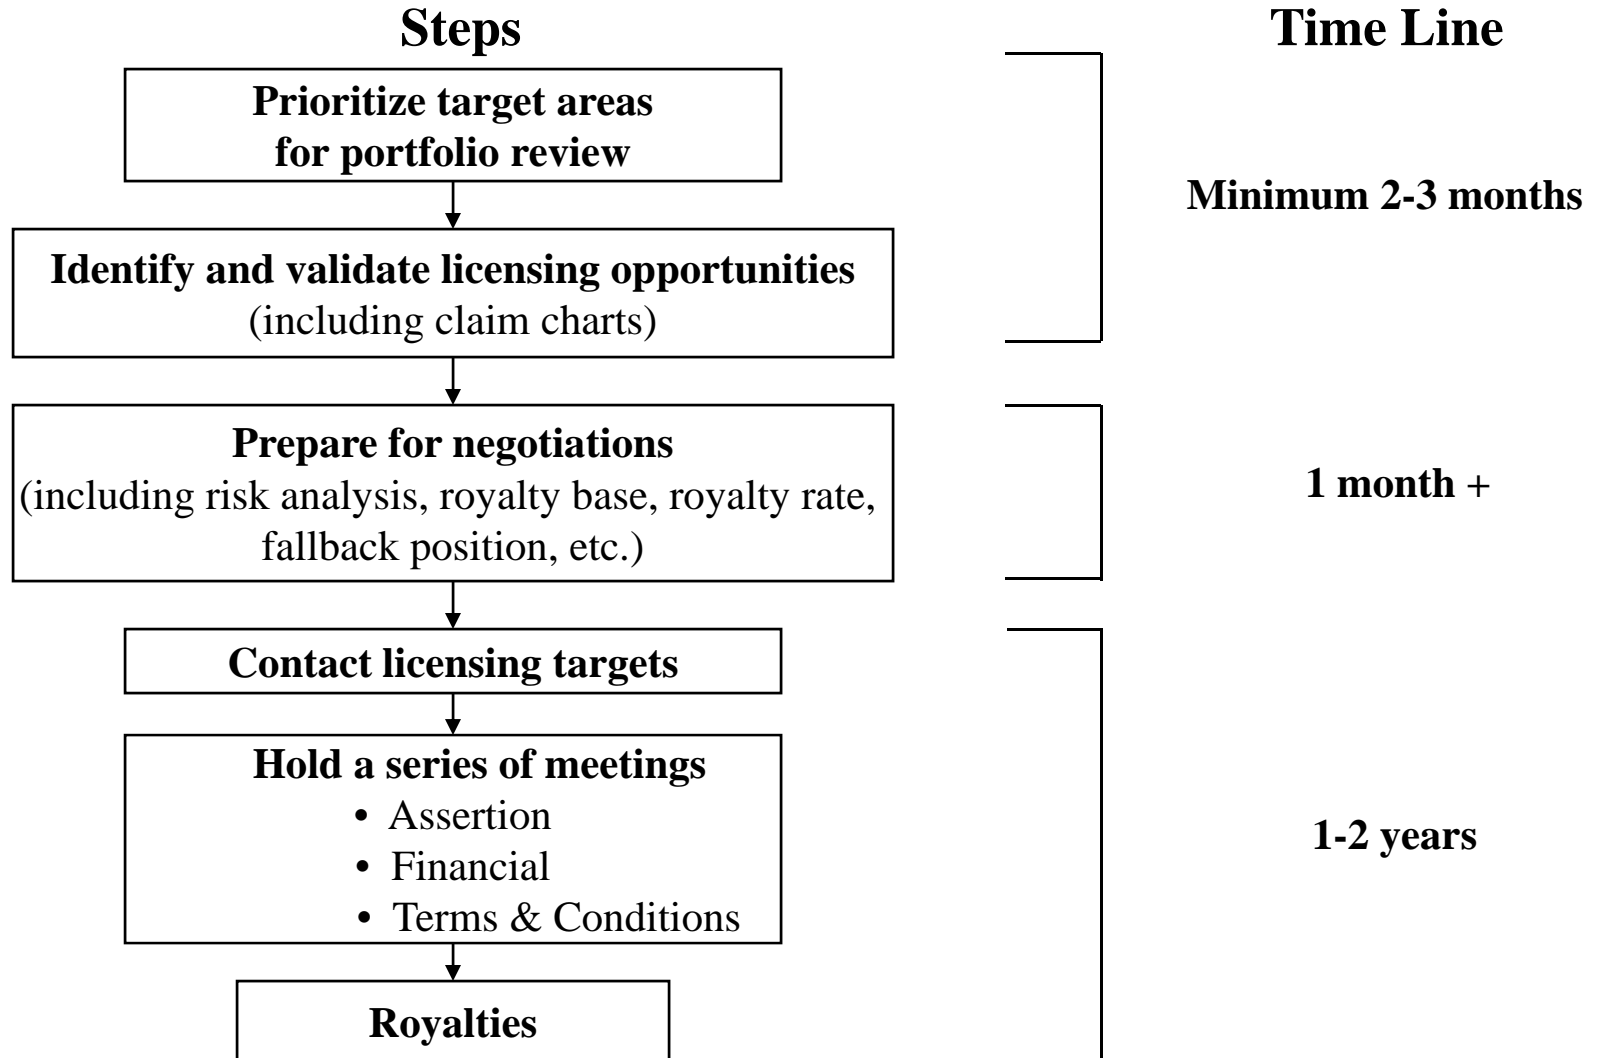 Steps
Time Line
Prioritize target areas
for portfolio review
Minimum 2-3 months
Identify and validate licensing opportunities
(including claim charts)
Prepare for negotiations
(including risk analysis, royalty base, royalty rate,
fallback position, etc.)
1 month +
Contact licensing targets
Hold a series of meetings
• Assertion
• Financial
• Terms & Conditions
1-2 years
Royalties